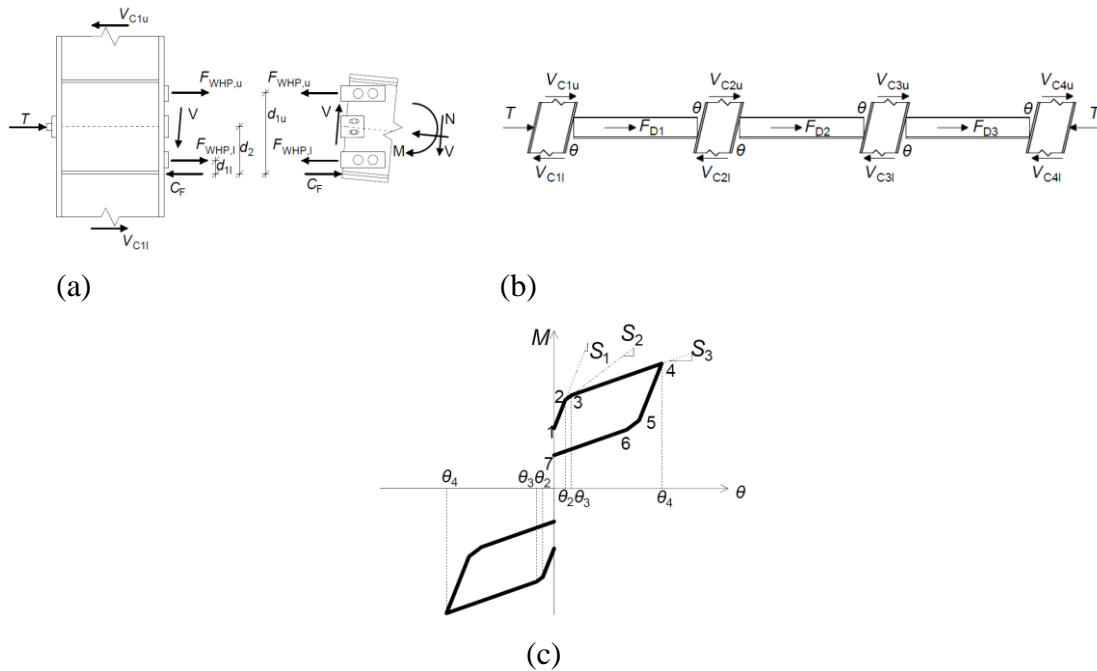 V_C1u
F_WHP,u F_WHP,u
V V d_1u N
T d_2
F_WHP,l F_WHP,l M V
d_1l
C_F C_F
V_C1l
V_C1u V_C2u V_C3u V_C4u
T θ θ θ T
F_D1 F_D2 F_D3
θ θ θ
V_C1l V_C2l V_C3l V_C4l
(a) (b)
M S_1 S_2 S_3
4
2 3
1 5
6
7
θ_4 θ_3 θ_2
θ_2 θ_3 θ_4 θ
(c)